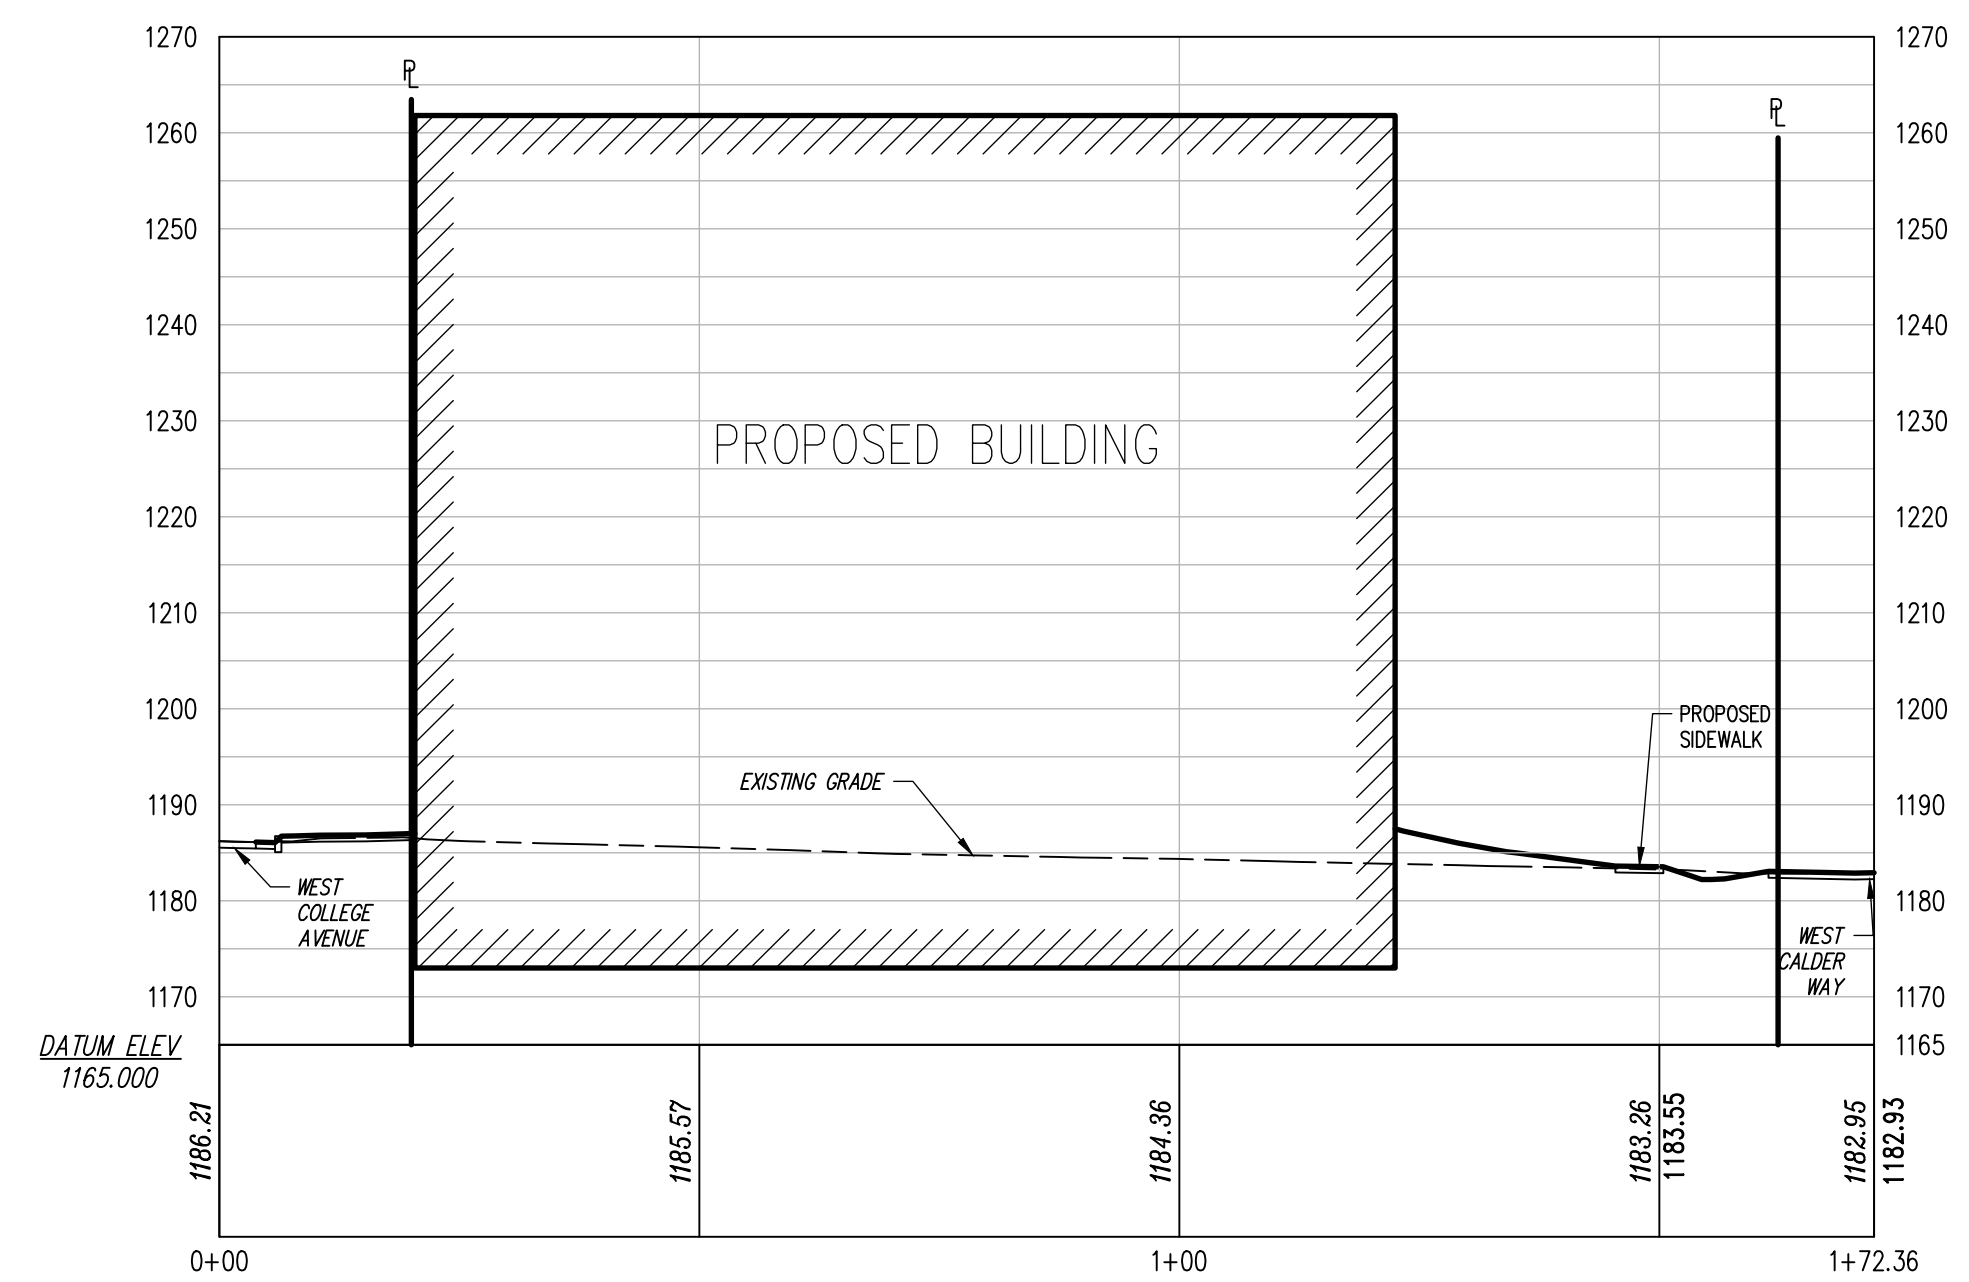 1270
1270
PL
PL
1260
1260
1250
1250
1240
1240
1230
1230
PROPOSED BUILDING
1220
1220
1210
1210
1200
1200
PROPOSED
SIDEWALK
EXISTING GRADE
1190
1190
WEST
COLLEGE
AVENUE
1180
1180
WEST
CALDER
WAY
1170
1170
DATUM ELEV
1165.000
1165
1186.21
1185.57
1184.36
1183.26
1183.55
1182.95
1182.93
0+00
1+00
1+72.36